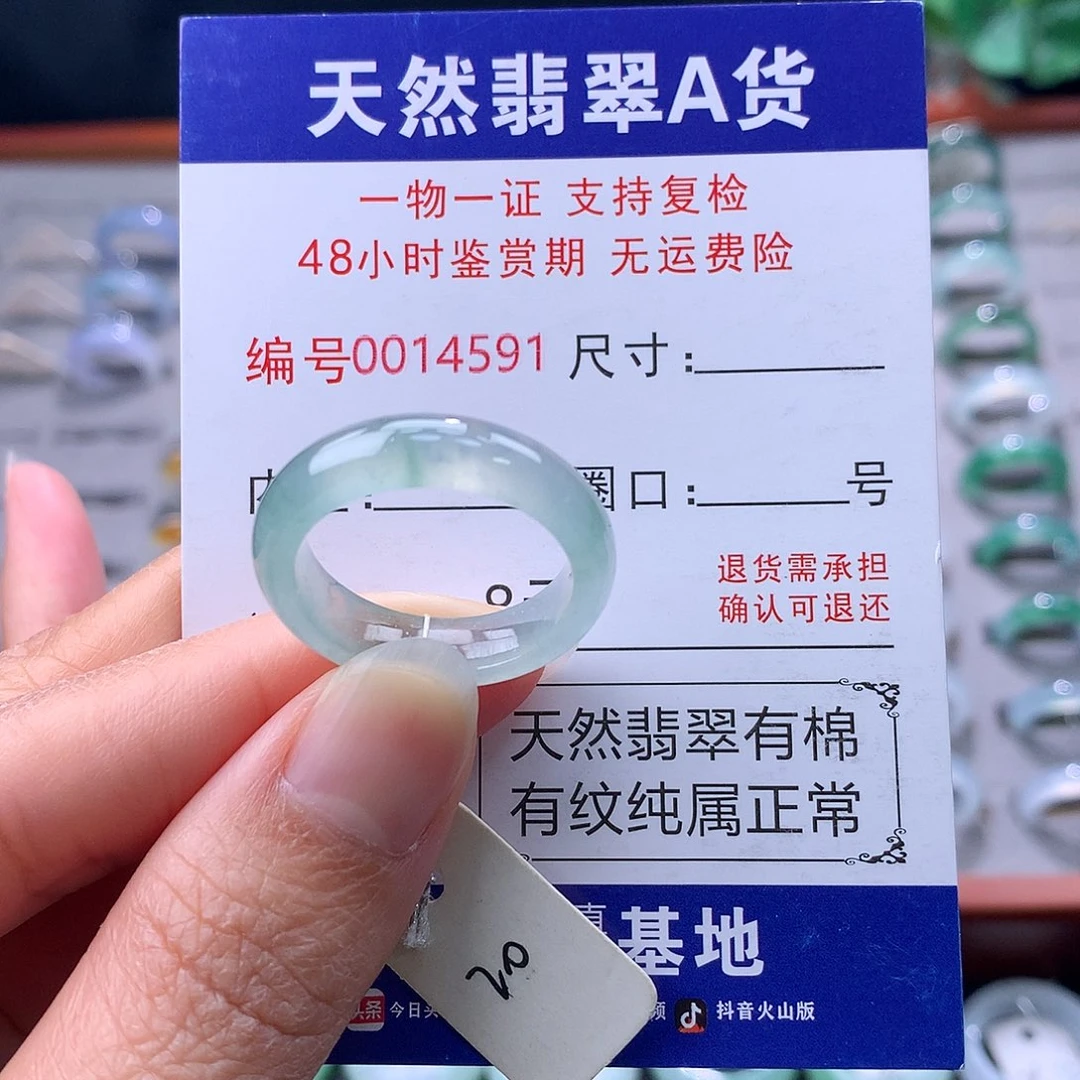 天然翡翠A货
一物一证 支持复检
48小时鉴赏期 无运费险
编号0014591 尺寸:
圈口: 号
退货需承担
确认可退还
天然翡翠有棉
有纹纯属正常
基地
头条 今日头 频 抖音火山版
20